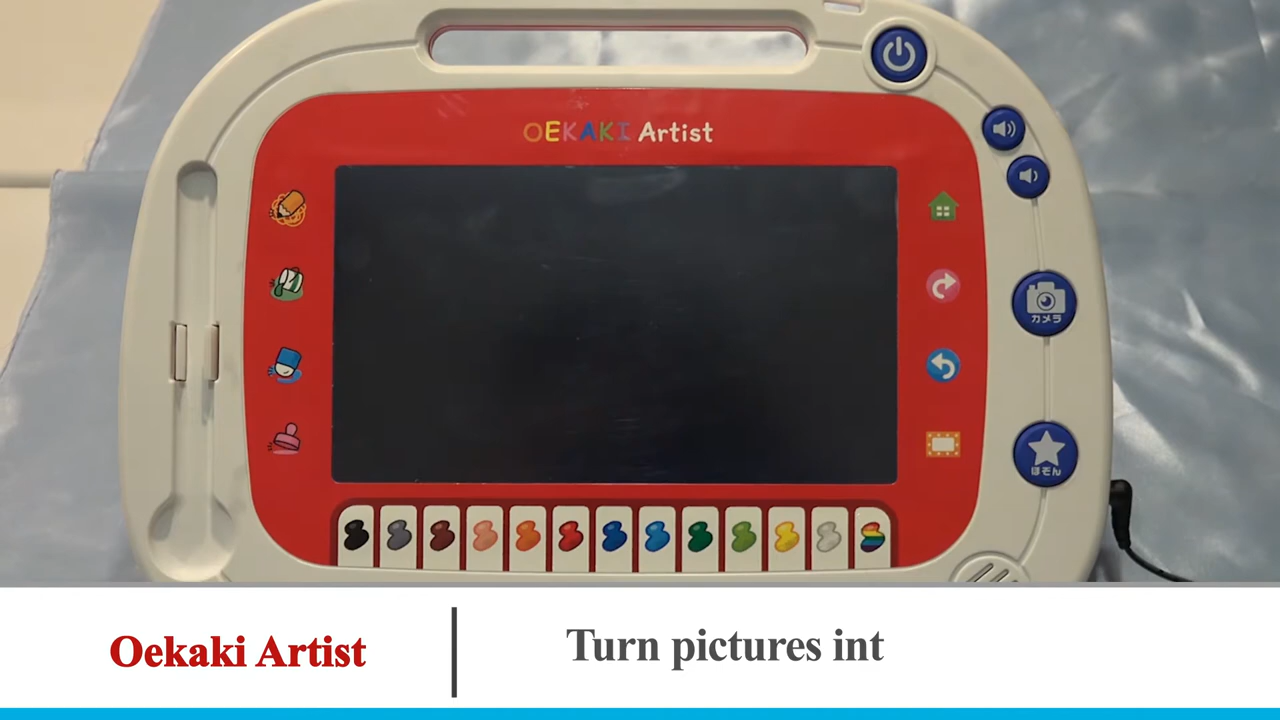 OEKAKI Artist
カメラ
ほぞん
Oekaki Artist
Turn pictures int